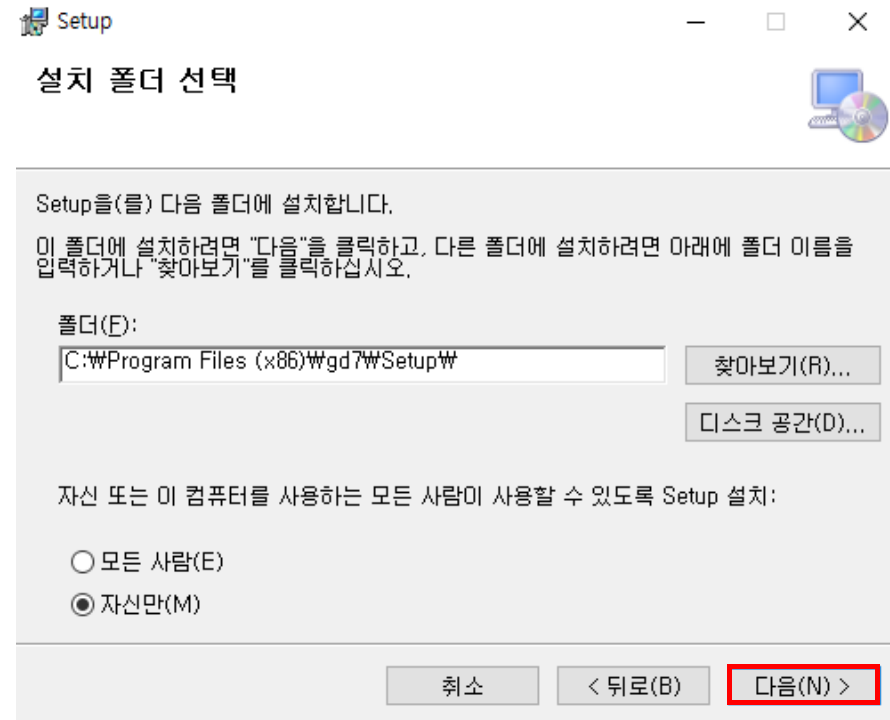 Setup
설치 폴더 선택
Setup을(를) 다음 폴더에 설치합니다.
이 폴더에 설치하려면 "다음"을 클릭하고, 다른 폴더에 설치하려면 아래에 폴더 이름을
입력하거나 "찾아보기"를 클릭하십시오.
폴더(F):
C:₩Program Files (x86)₩gd7₩Setup₩
찾아보기(R)...
디스크 공간(D)...
자신 또는 이 컴퓨터를 사용하는 모든 사람이 사용할 수 있도록 Setup 설치:
모든 사람(E)
자신만(M)
취소
< 뒤로(B)
다음(N) >